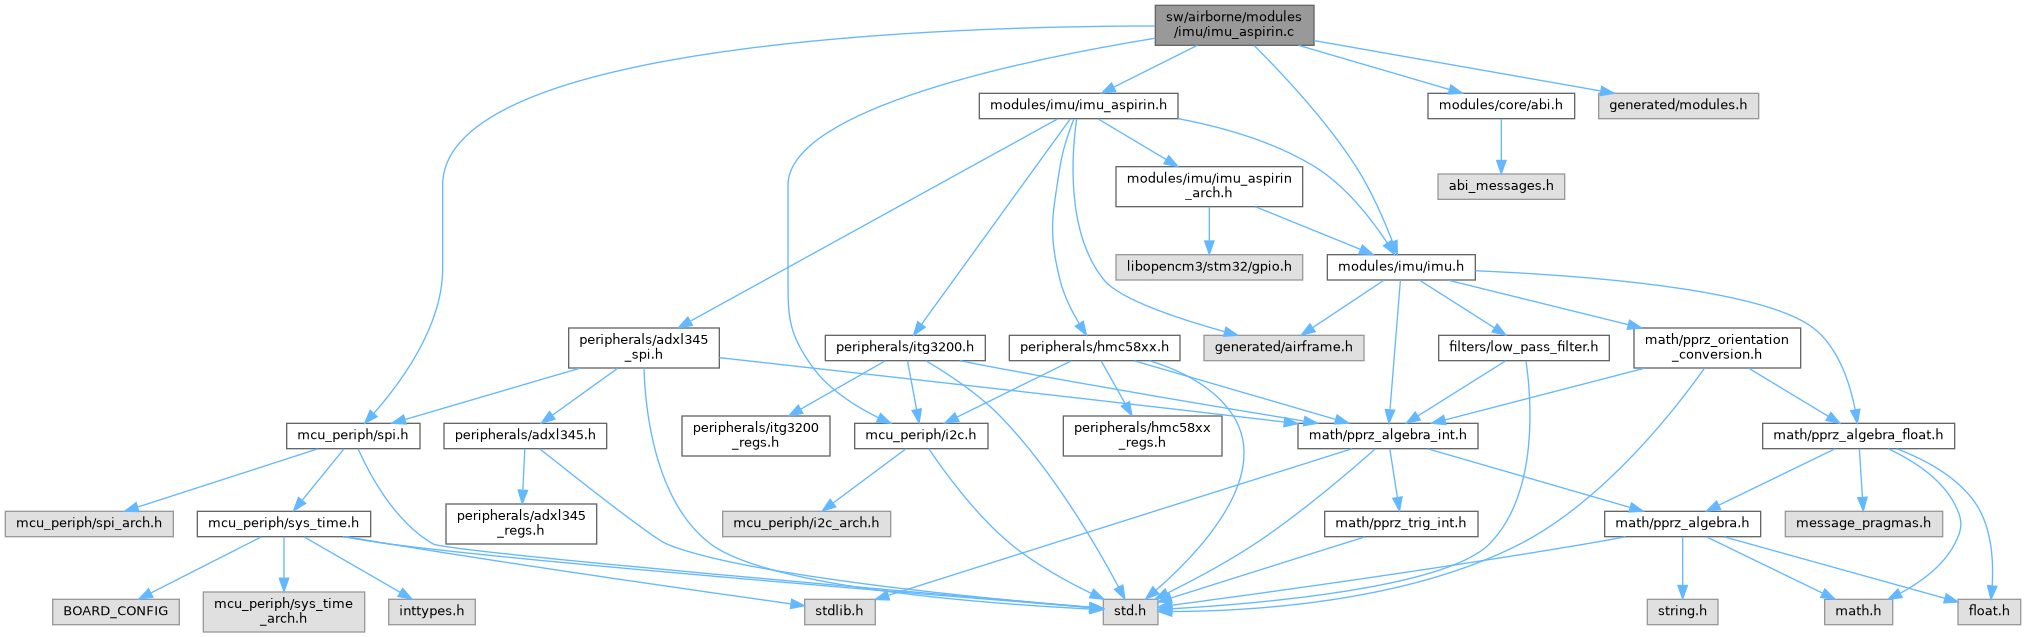 sw/airborne/modules
/imu/imu_aspirin.c
modules/imu/imu_aspirin.h
modules/core/abi.h
generated/modules.h
modules/imu/imu_aspirin
_arch.h
abi_messages.h
libopencm3/stm32/gpio.h
modules/imu/imu.h
peripherals/adxl345
_spi.h
peripherals/itg3200.h
peripherals/hmc58xx.h
generated/airframe.h
filters/low_pass_filter.h
math/pprz_orientation
_conversion.h
mcu_periph/spi.h
peripherals/adxl345.h
peripherals/itg3200
_regs.h
mcu_periph/i2c.h
peripherals/hmc58xx
_regs.h
math/pprz_algebra_int.h
math/pprz_algebra_float.h
mcu_periph/spi_arch.h
mcu_periph/sys_time.h
peripherals/adxl345
_regs.h
mcu_periph/i2c_arch.h
math/pprz_trig_int.h
math/pprz_algebra.h
message_pragmas.h
BOARD_CONFIG
mcu_periph/sys_time
_arch.h
inttypes.h
stdlib.h
std.h
string.h
math.h
float.h